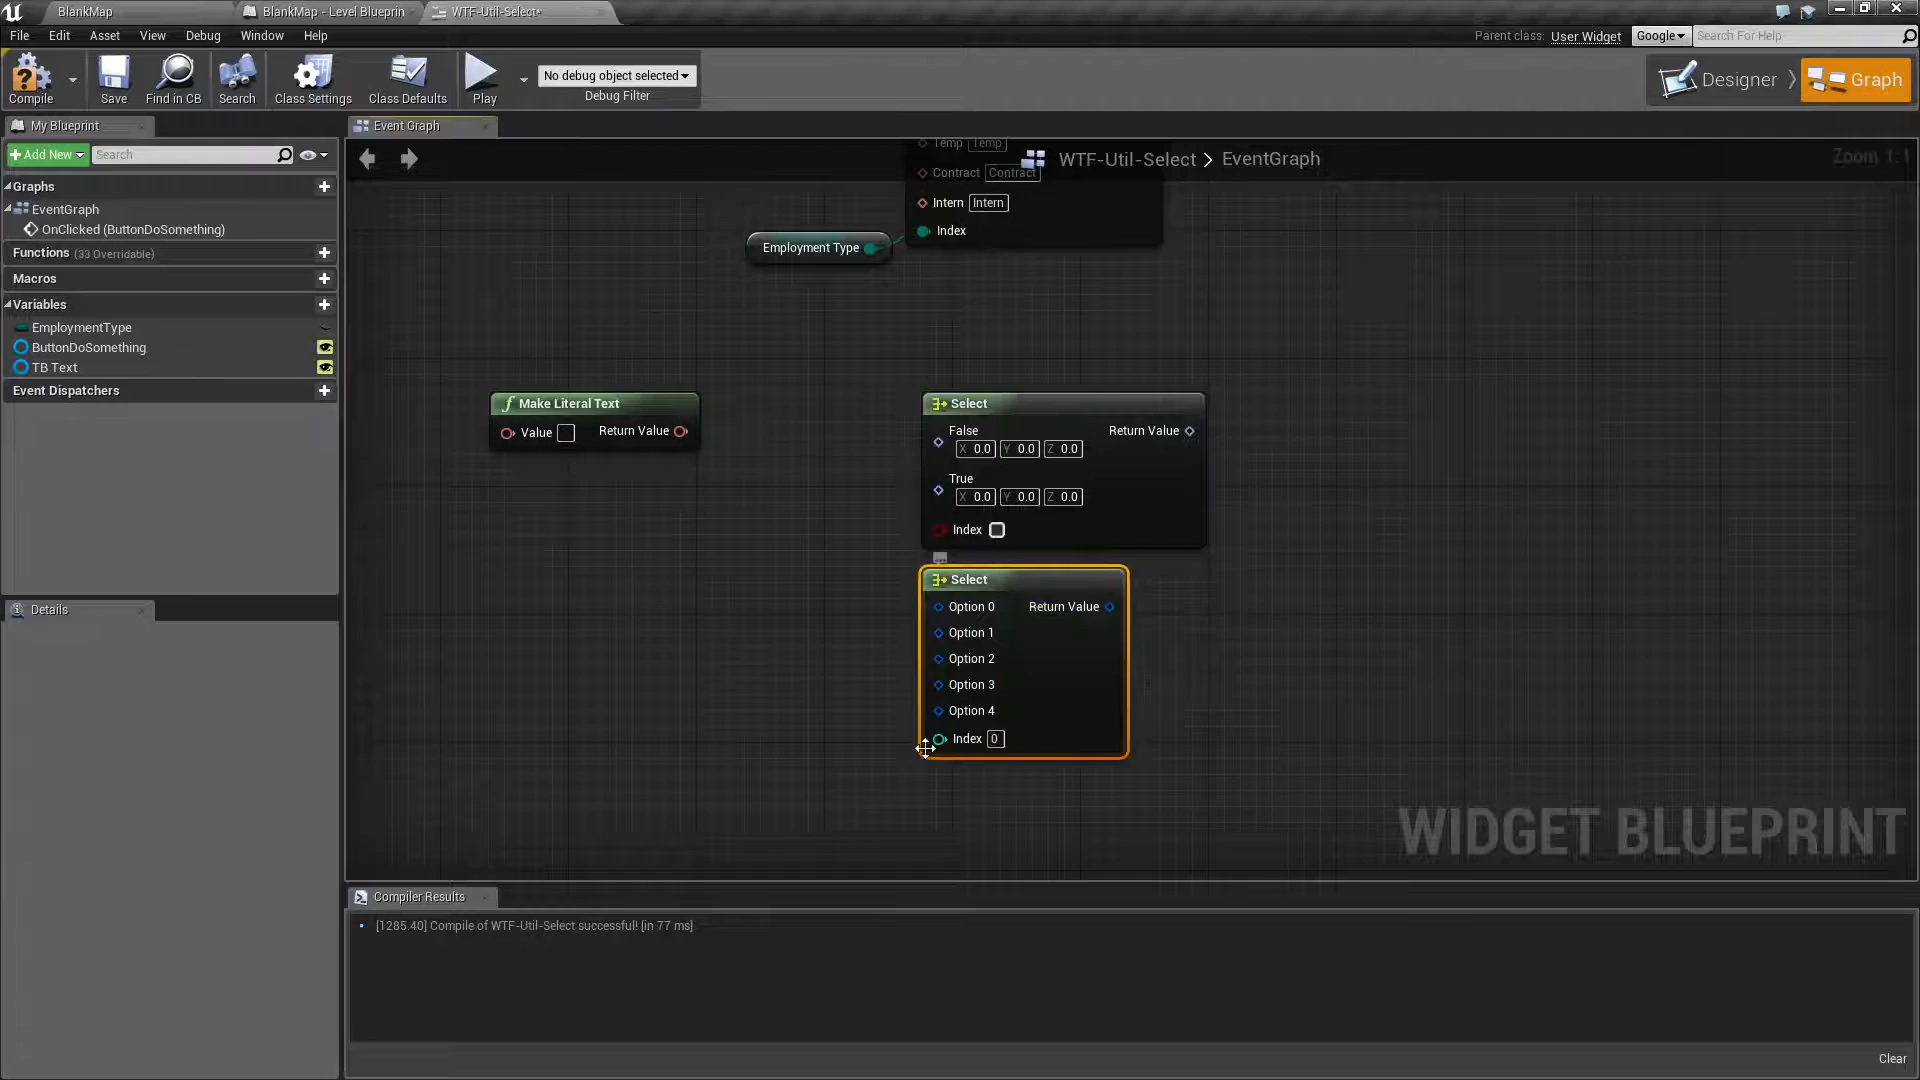 BlankMap
BlankMap - Level Blueprin
WTF-Util-Select*
File Edit Asset View Debug Window Help
Parent class: User Widget Google Search For Help
Compile Save Find in CB Search Class Settings Class Defaults Play
No debug object selected
Debug Filter
Designer Graph
My Blueprint
Add New Search
Graphs
EventGraph
OnClicked (ButtonDoSomething)
Functions (33 Overridable)
Macros
Variables
EmploymentType
ButtonDoSomething
TB Text
Event Dispatchers
Details
Event Graph
WTF-Util-Select > EventGraph
Zoom 1:1
Temp Temp
Contract Contract
Intern Intern
Index
Employment Type
Make Literal Text
Value Return Value
Select
False Return Value
X 0.0 Y 0.0 Z 0.0
True
X 0.0 Y 0.0 Z 0.0
Index
Select
Option 0 Return Value
Option 1
Option 2
Option 3
Option 4
Index 0
WIDGET BLUEPRINT
Compiler Results
• [1285.40] Compile of WTF-Util-Select successful! [in 77 ms]
Clear